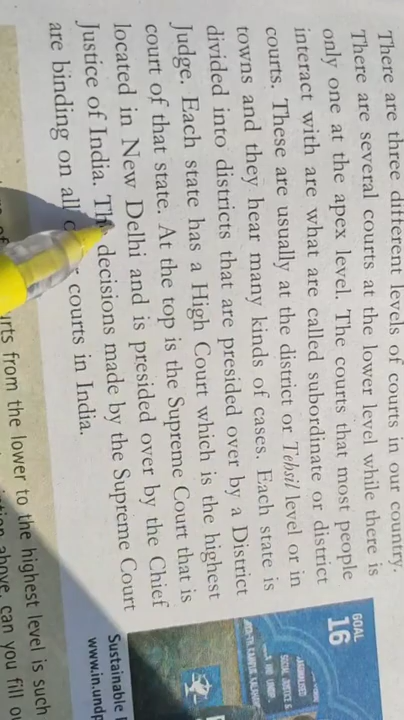 There are three different levels of courts in our country.
There are several courts at the lower level while there is
only one at the apex level. The courts that most people
interact with are what are called subordinate or district
courts. These are usually at the district or Tehsil level or in
towns and they hear many kinds of cases. Each state is
divided into districts that are presided over by a District
Judge. Each state has a High Court which is the highest
court of that state. At the top is the Supreme Court that is
located in New Delhi and is presided over by the Chief
Justice of India. The decisions made by the Supreme Court
are binding on all courts in India.
rts from the lower to the highest level is such
above, can you fill
GOAL
16
Sustainable
www.in.undp